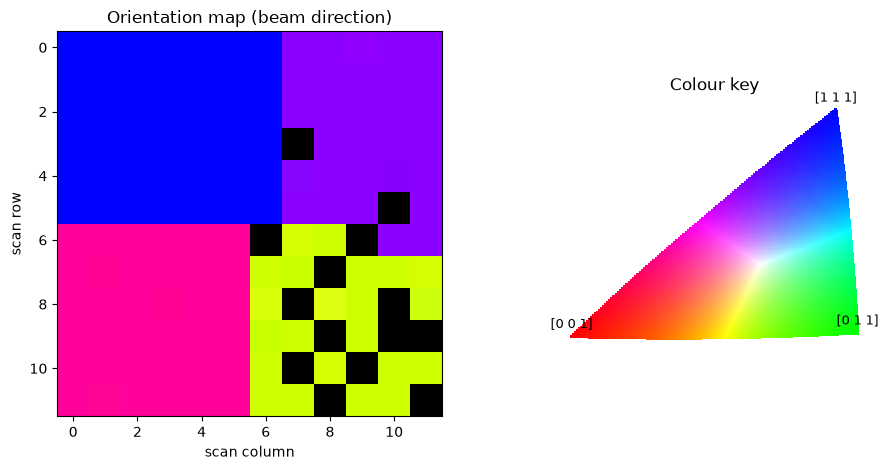 Orientation map (beam direction)
0
2
4
6
8
10
scan row
0 2 4 6 8 10
scan column
Colour key
[1 1 1]
[0 0 1]
[0 1 1]